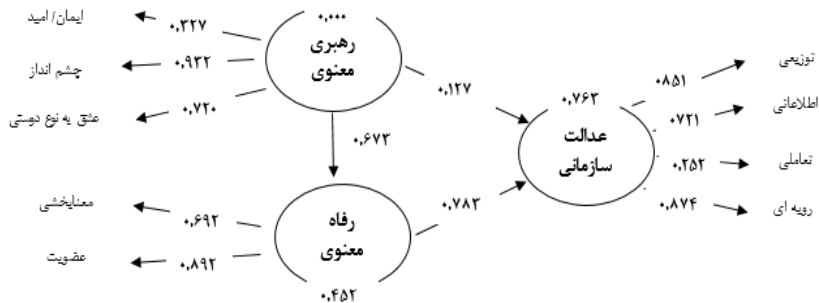 ایمان/ امید
۰,۳۲۷
۰,۰۰۰
رهبری
معنوی
چشم انداز
۰,۹۳۲
عشق به نوع دوستی
۰,۷۲۰
۰,۱۲۷
۰,۶۷۳
۰,۷۶۳
عدالت
سازمانی
توزیعی
۰۸۵۱
اطلاعاتی
۰۷۲۱
تعاملی
۰,۲۵۲
رویه ای
۰,۸۷۴
معنابخشی
۰,۶۹۲
رفاه
معنوی
۰,۷۸۳
عضویت
۰,۸۹۲
۰,۴۵۲